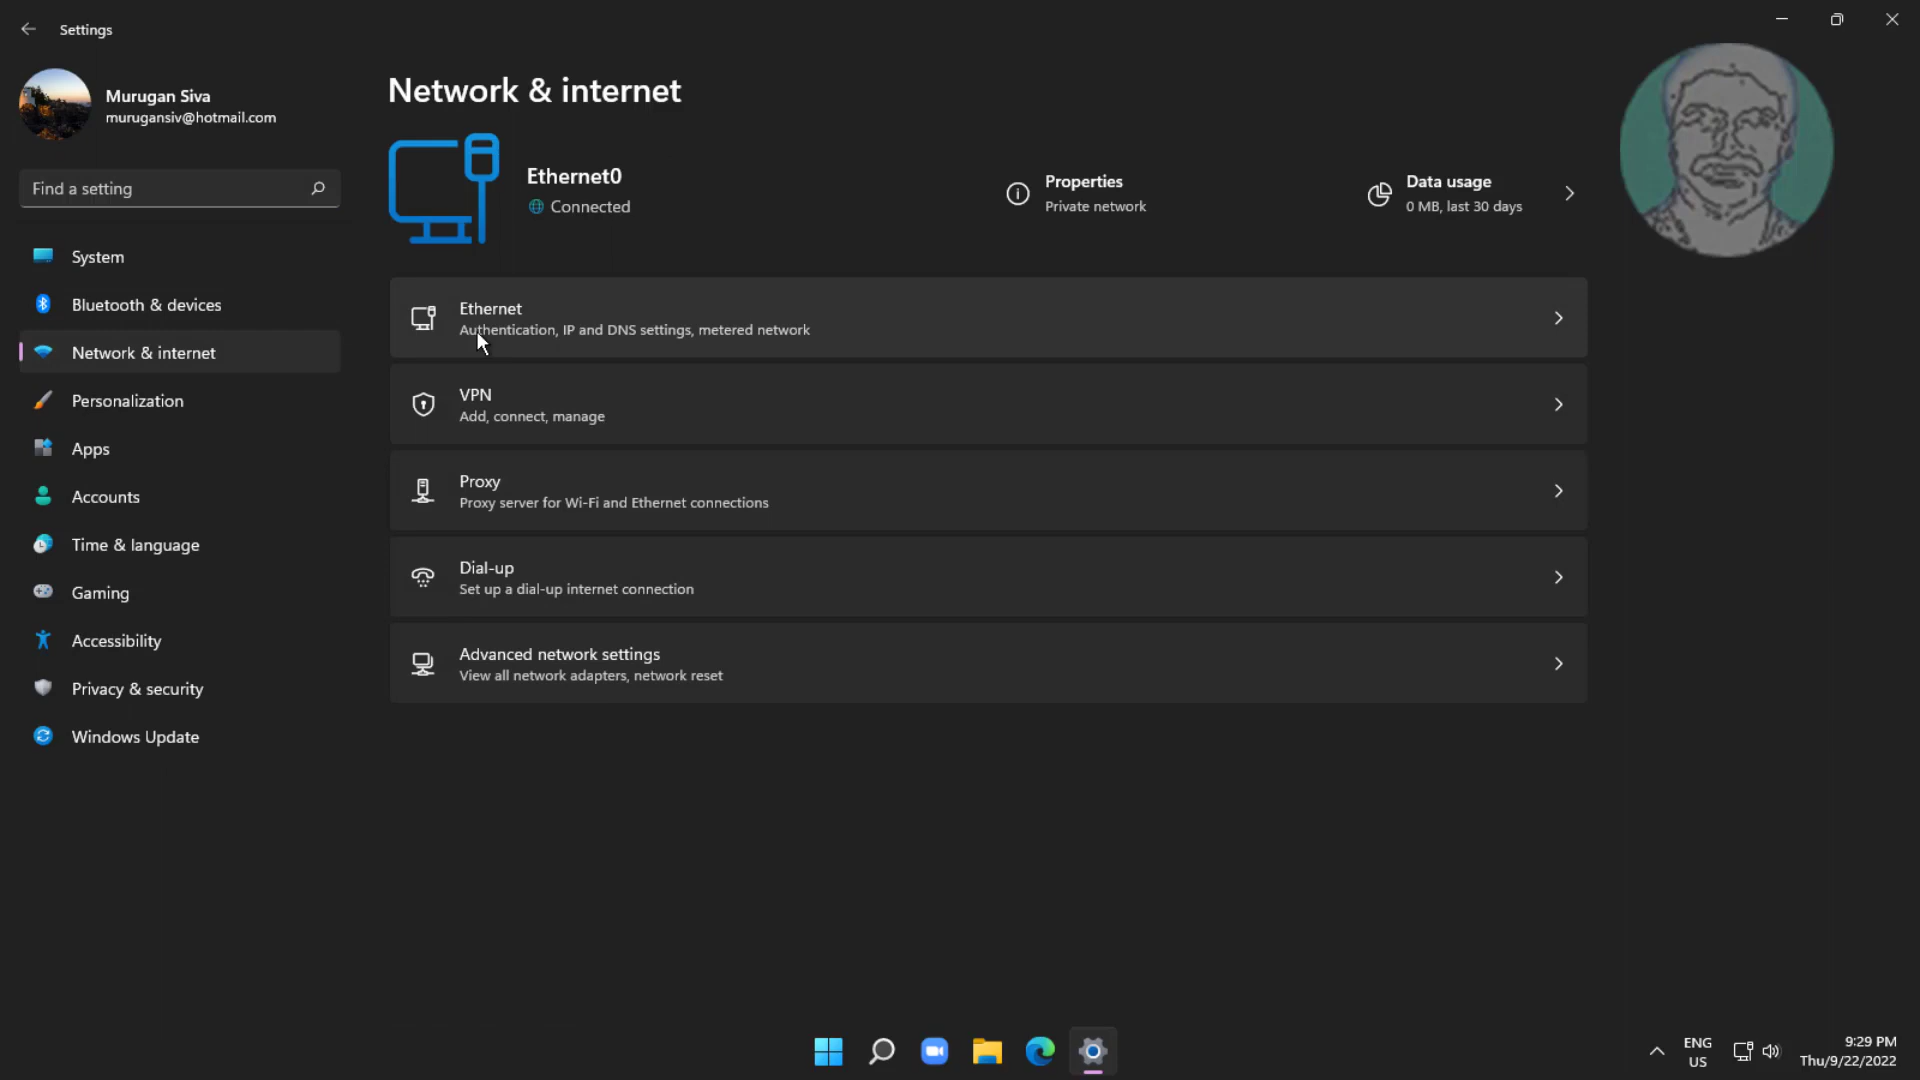 Settings
Murugan Siva
murugansiv@hotmail.com
Find a setting
System
Bluetooth & devices
Network & internet
Personalization
Apps
Accounts
Time & language
Gaming
Accessibility
Privacy & security
Windows Update
Network & internet
Ethernet0
Connected
Properties
Private network
Data usage
0 MB, last 30 days
Ethernet
Authentication, IP and DNS settings, metered network
VPN
Add, connect, manage
Proxy
Proxy server for Wi-Fi and Ethernet connections
Dial-up
Set up a dial-up internet connection
Advanced network settings
View all network adapters, network reset
ENG
US
9:29 PM
Thu/9/22/2022